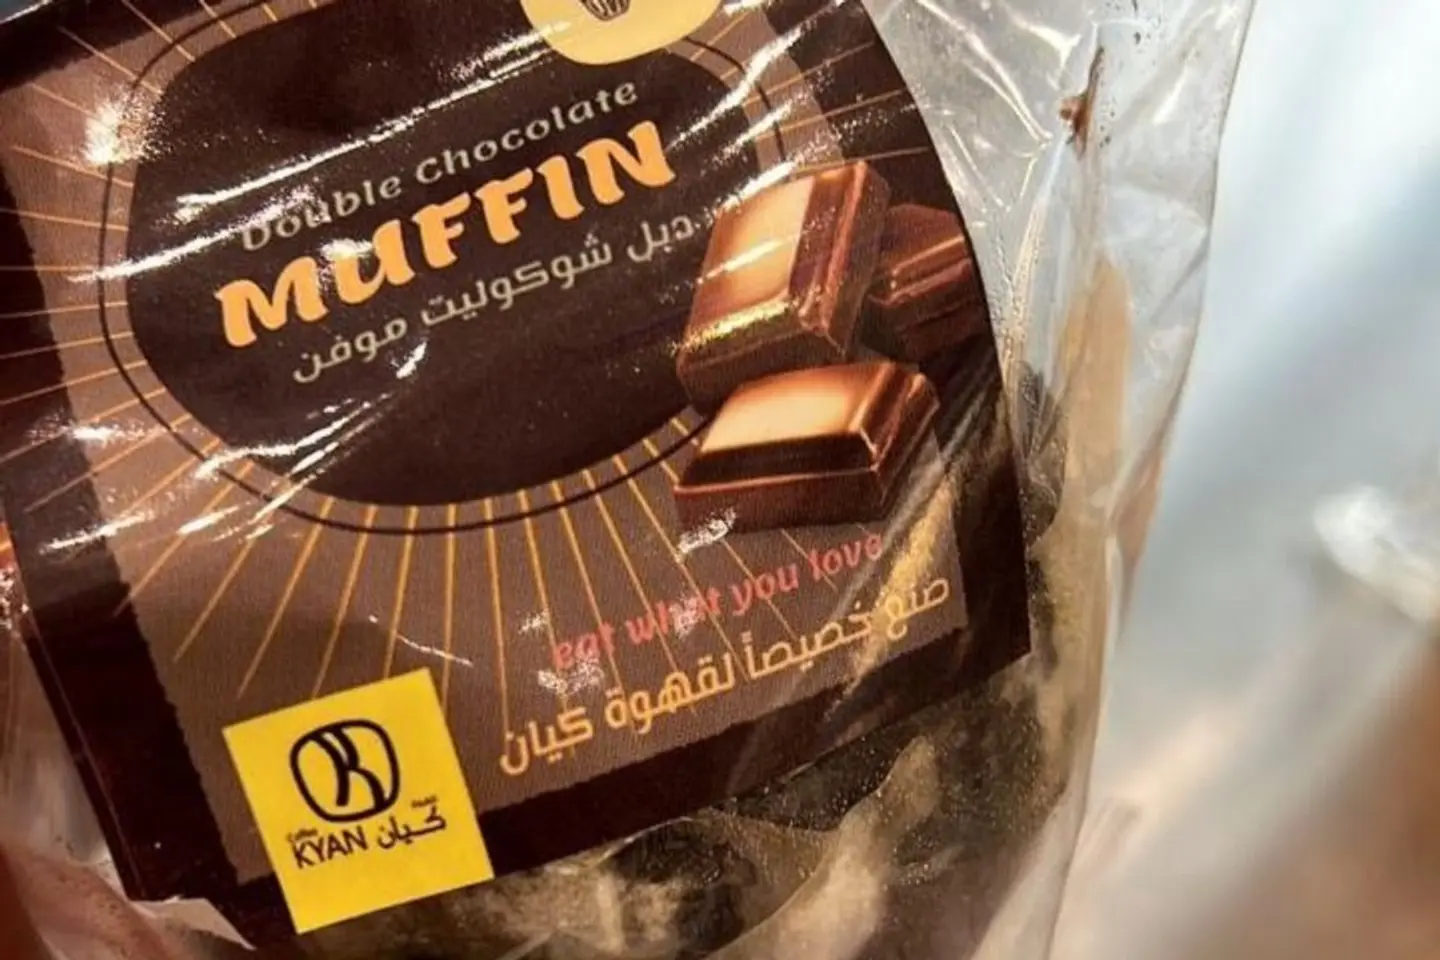 Double Chocolate
MUFFIN
دبل شوكوليت موفن
eat what you love
صنع خصيصاً لقهوة كيان
KYAN كيان